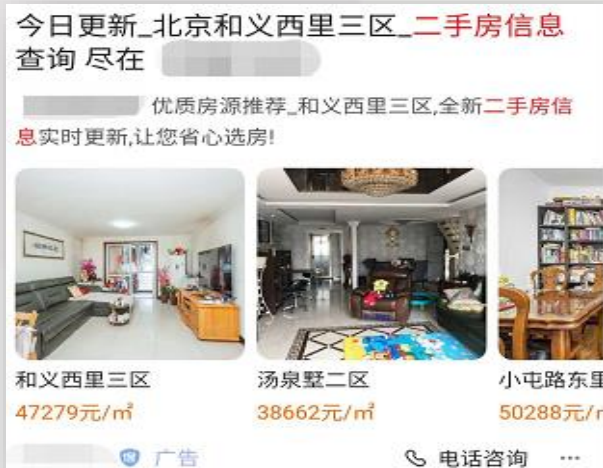 今日更新_北京和义西里三区_二手房信息
查询 尽在
优质房源推荐_和义西里三区,全新二手房信
息实时更新,让您省心选房!
和义西里三区
汤泉墅二区
小屯路东里
47279元/㎡
38662元/㎡
50288元/㎡
广告
电话咨询